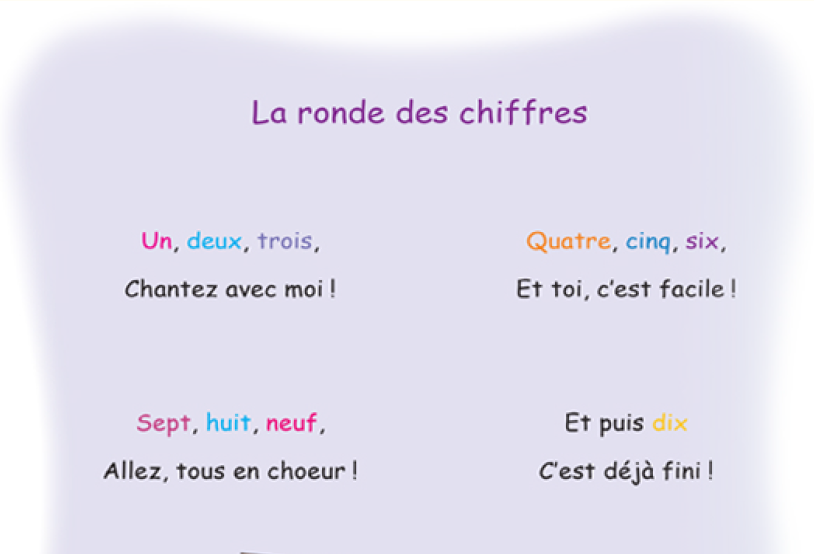 La ronde des chiffres
Un, deux, trois,
Chantez avec moi !
Quatre, cinq, six,
Et toi, c'est facile !
Sept, huit, neuf,
Allez, tous en choeur !
Et puis dix
C'est déjà fini !